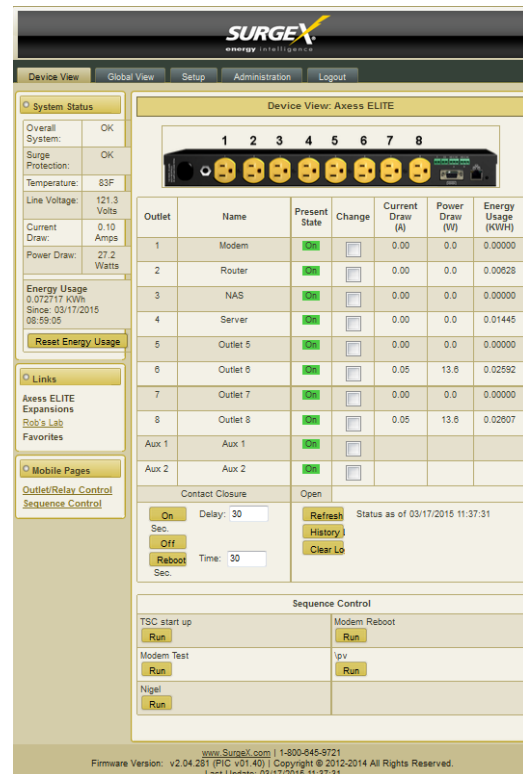 SURGEX
energy intelligence
Device View Global View Setup Administration Logout
System Status
Overall System: OK
Surge Protection: OK
Temperature: 83F
Line Voltage: 121.3 Volts
Current Draw: 0.10 Amps
Power Draw: 27.2 Watts
Energy Usage
0.072717 KWh
Since: 03/17/2015
08:59:05
Reset Energy Usage
Links
Axess ELITE
Expansions
Rob's Lab
Favorites
Mobile Pages
Outlet/Relay Control
Sequence Control
Device View: Axess ELITE
1 2 3 4 5 6 7 8
Outlet Name Present State Change Current Draw (A) Power Draw (W) Energy Usage (KWH)
1 Modem On 0.00 0.0 0.00000
2 Router On 0.00 0.0 0.00628
3 NAS On 0.00 0.0 0.00000
4 Server On 0.00 0.0 0.01445
5 Outlet 5 On 0.00 0.0 0.00000
6 Outlet 6 On 0.05 13.6 0.02592
7 Outlet 7 On 0.00 0.0 0.00000
8 Outlet 8 On 0.05 13.6 0.02607
Aux 1 Aux 1 On
Aux 2 Aux 2 On
Contact Closure Open
On Delay: 30
Sec.
Off
Reboot Time: 30
Sec.
Refresh Status as of 03/17/2015 11:37:31
History
Clear Lo
Sequence Control
TSC start up
Run
Modem Reboot
Run
Modem Test
Run
\pv
Run
Nigel
Run
www.SurgeX.com | 1-800-645-9721
Firmware Version: v2.04.281 (PIC v01.40) | Copyright © 2012-2014 All Rights Reserved.
Last Update: 03/17/2015 11:37:31